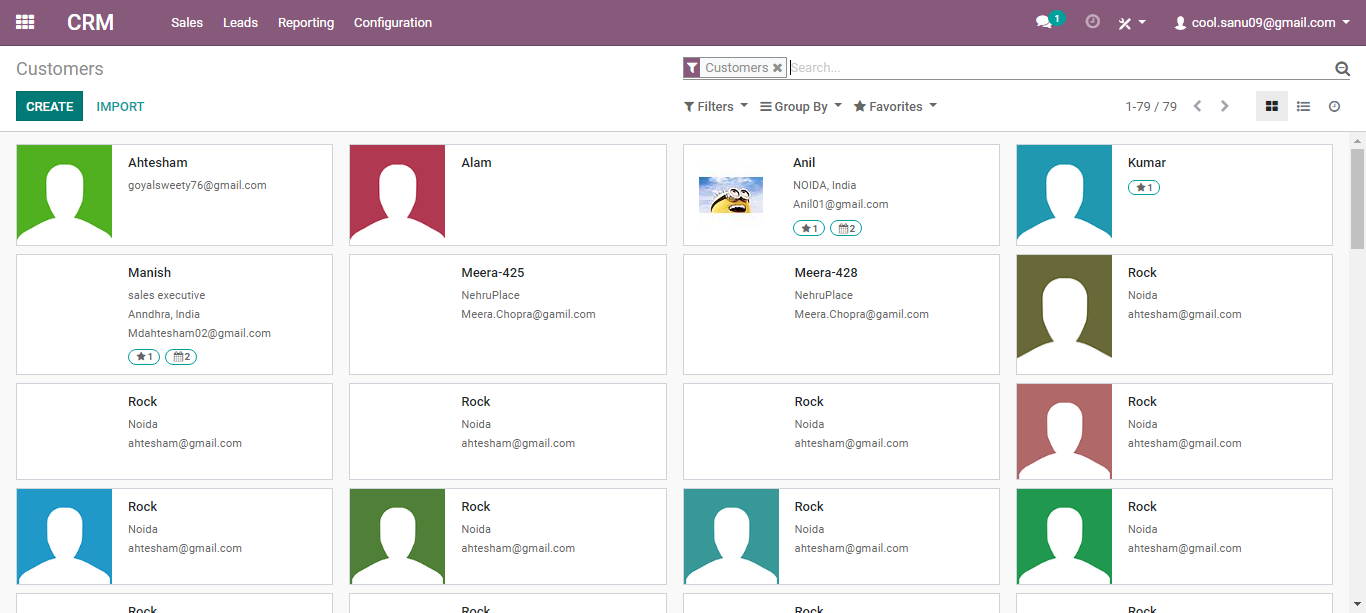 CRM Sales Leads Reporting Configuration 1 cool.sanu09@gmail.com
Customers
Customers Search...
CREATE IMPORT
Filters Group By Favorites 1-79 / 79
Ahtesham
goyalsweety76@gmail.com
Alam
Anil
NOIDA, India
Anil01@gmail.com
1 2
Kumar
1
Manish
sales executive
Anndhra, India
Mdahtesham02@gmail.com
1 2
Meera-425
NehruPlace
Meera.Chopra@gamil.com
Meera-428
NehruPlace
Meera.Chopra@gamil.com
Rock
Noida
ahtesham@gmail.com
Rock
Noida
ahtesham@gmail.com
Rock
Noida
ahtesham@gmail.com
Rock
Noida
ahtesham@gmail.com
Rock
Noida
ahtesham@gmail.com
Rock
Noida
ahtesham@gmail.com
Rock
Noida
ahtesham@gmail.com
Rock
Noida
ahtesham@gmail.com
Rock
Noida
ahtesham@gmail.com
Rock
Rock
Rock
Rock